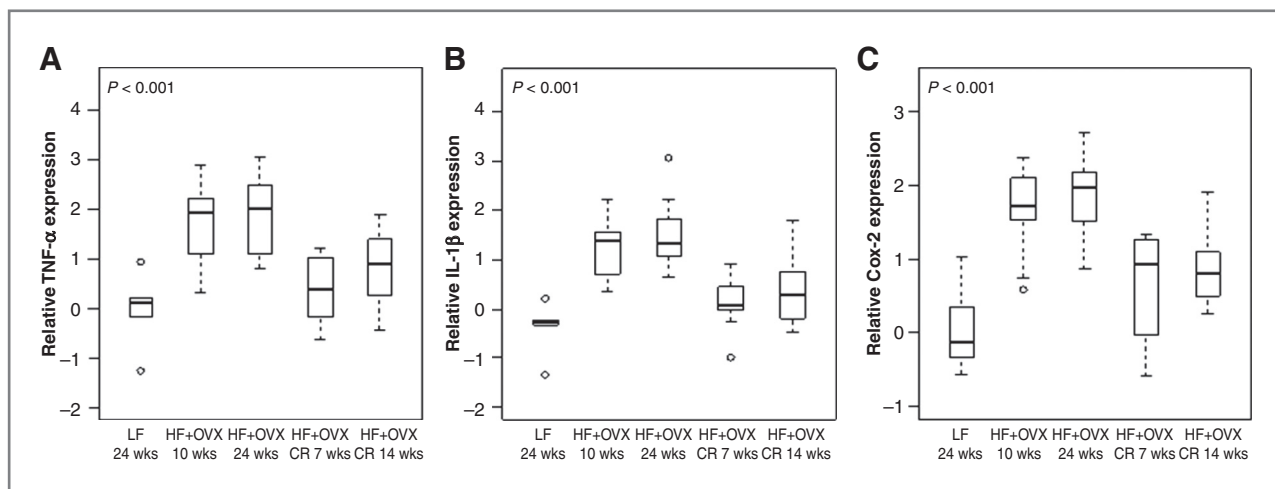 A
P < 0.001
Relative TNF-α expression
4
3
2
1
0
–1
–2
LF
24 wks
HF+OVX
10 wks
HF+OVX
24 wks
HF+OVX
CR 7 wks
HF+OVX
CR 14 wks
B
P < 0.001
Relative IL-1β expression
4
3
2
1
0
–1
–2
LF
24 wks
HF+OVX
10 wks
HF+OVX
24 wks
HF+OVX
CR 7 wks
HF+OVX
CR 14 wks
C
P < 0.001
Relative Cox-2 expression
3
2
1
0
–1
LF
24 wks
HF+OVX
10 wks
HF+OVX
24 wks
HF+OVX
CR 7 wks
HF+OVX
CR 14 wks